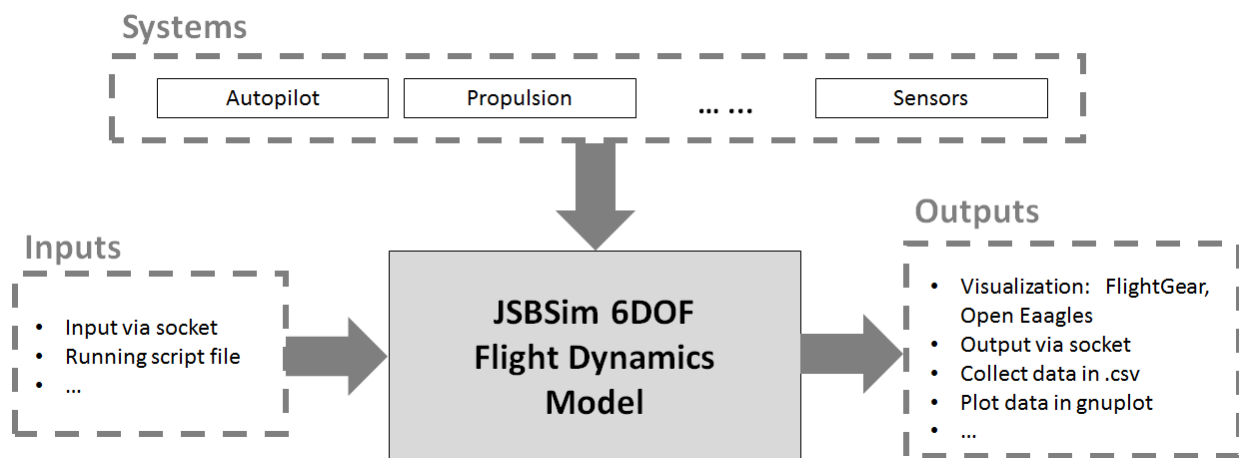 Systems
Autopilot
Propulsion
... ...
Sensors
Inputs
• Input via socket
• Running script file
• ...
JSBSim 6DOF
Flight Dynamics
Model
Outputs
• Visualization: FlightGear,
Open Eaagles
• Output via socket
• Collect data in .csv
• Plot data in gnuplot
• ...